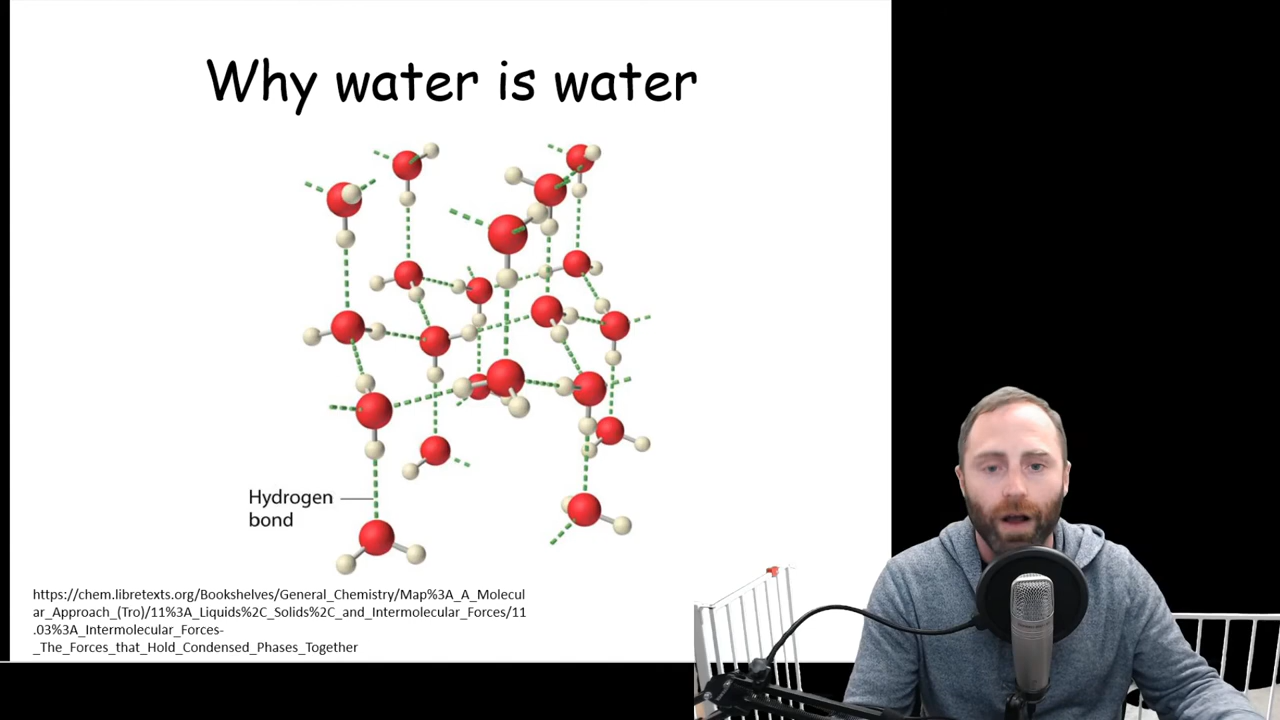 Why water is water
Hydrogen
bond
https://chem.libretexts.org/Bookshelves/General_Chemistry/Map%3A_A_Molecul
ar_Approach_(Tro)/11%3A_Liquids%2C_Solids%2C_and_Intermolecular_Forces/11
.03%3A_Intermolecular_Forces-
_The_Forces_that_Hold_Condensed_Phases_Together